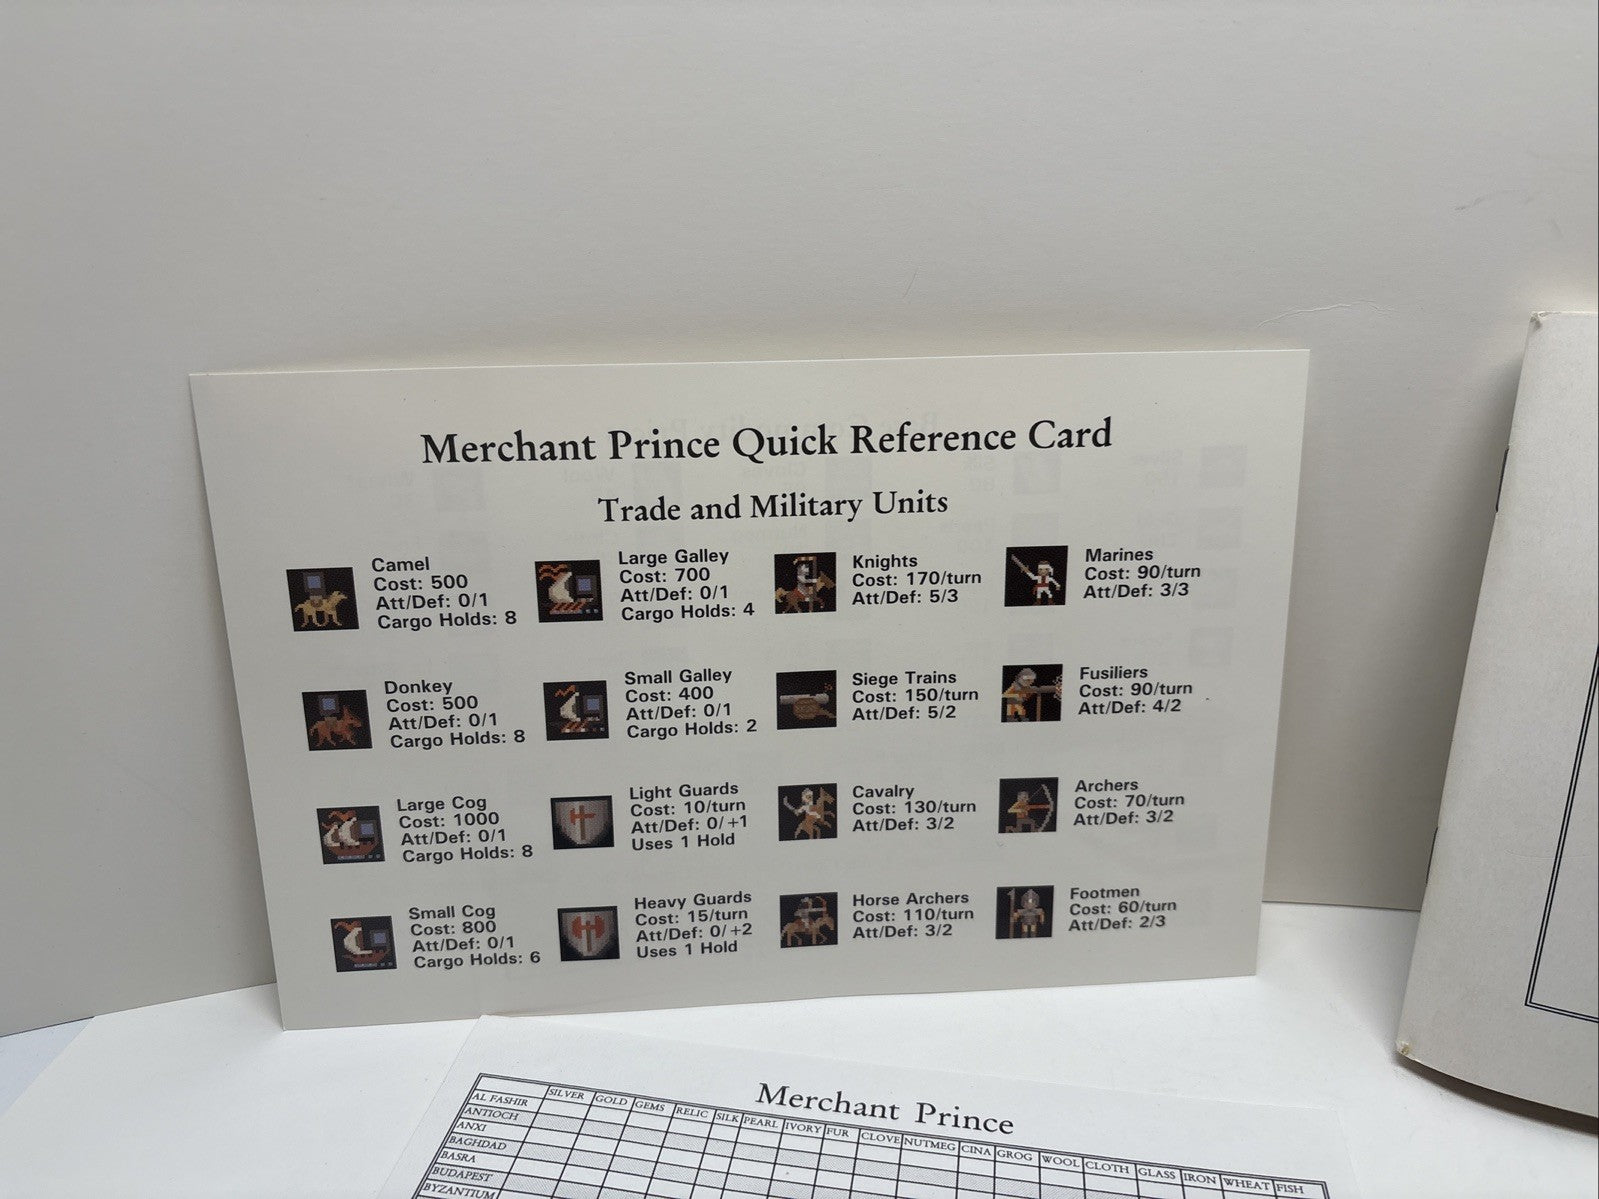 Merchant Prince Quick Reference Card
Trade and Military Units
Camel
Cost: 500
Att/Def: 0/1
Cargo Holds: 8
Large Galley
Cost: 700
Att/Def: 0/1
Cargo Holds: 4
Knights
Cost: 170/turn
Att/Def: 5/3
Marines
Cost: 90/turn
Att/Def: 3/3
Donkey
Cost: 500
Att/Def: 0/1
Cargo Holds: 8
Small Galley
Cost: 400
Att/Def: 0/1
Cargo Holds: 2
Siege Trains
Cost: 150/turn
Att/Def: 5/2
Fusiliers
Cost: 90/turn
Att/Def: 4/2
Large Cog
Cost: 1000
Att/Def: 0/1
Cargo Holds: 8
Light Guards
Cost: 10/turn
Att/Def: 0/+1
Uses 1 Hold
Cavalry
Cost: 130/turn
Att/Def: 3/2
Archers
Cost: 70/turn
Att/Def: 3/2
Small Cog
Cost: 800
Att/Def: 0/1
Cargo Holds: 6
Heavy Guards
Cost: 15/turn
Att/Def: 0/+2
Uses 1 Hold
Horse Archers
Cost: 110/turn
Att/Def: 3/2
Footmen
Cost: 60/turn
Att/Def: 2/3
Merchant Prince
SILVER GOLD GEMS RELIC SILK PEARL IVORY FUR CLOVE NUTMEG CINA GROG WOOL CLOTH GLASS IRON WHEAT FISH
AL FASHIR
ANTIOCH
ANXI
BAGHDAD
BASRA
BUDAPEST
BYZANTIUM